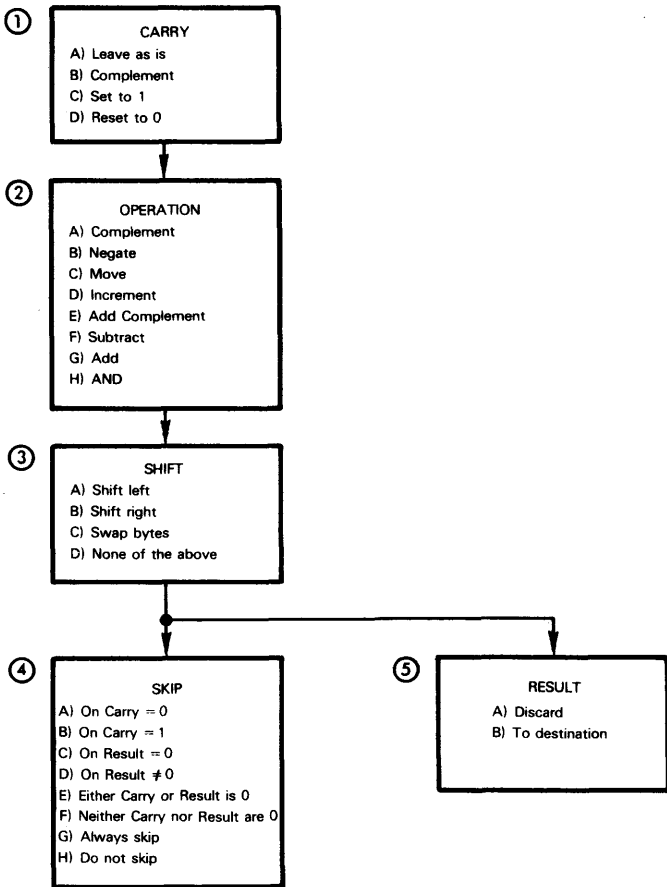 1
CARRY
A) Leave as is
B) Complement
C) Set to 1
D) Reset to 0
2
OPERATION
A) Complement
B) Negate
C) Move
D) Increment
E) Add Complement
F) Subtract
G) Add
H) AND
3
SHIFT
A) Shift left
B) Shift right
C) Swap bytes
D) None of the above
4
SKIP
A) On Carry = 0
B) On Carry = 1
C) On Result = 0
D) On Result ≠ 0
E) Either Carry or Result is 0
F) Neither Carry nor Result are 0
G) Always skip
H) Do not skip
5
RESULT
A) Discard
B) To destination